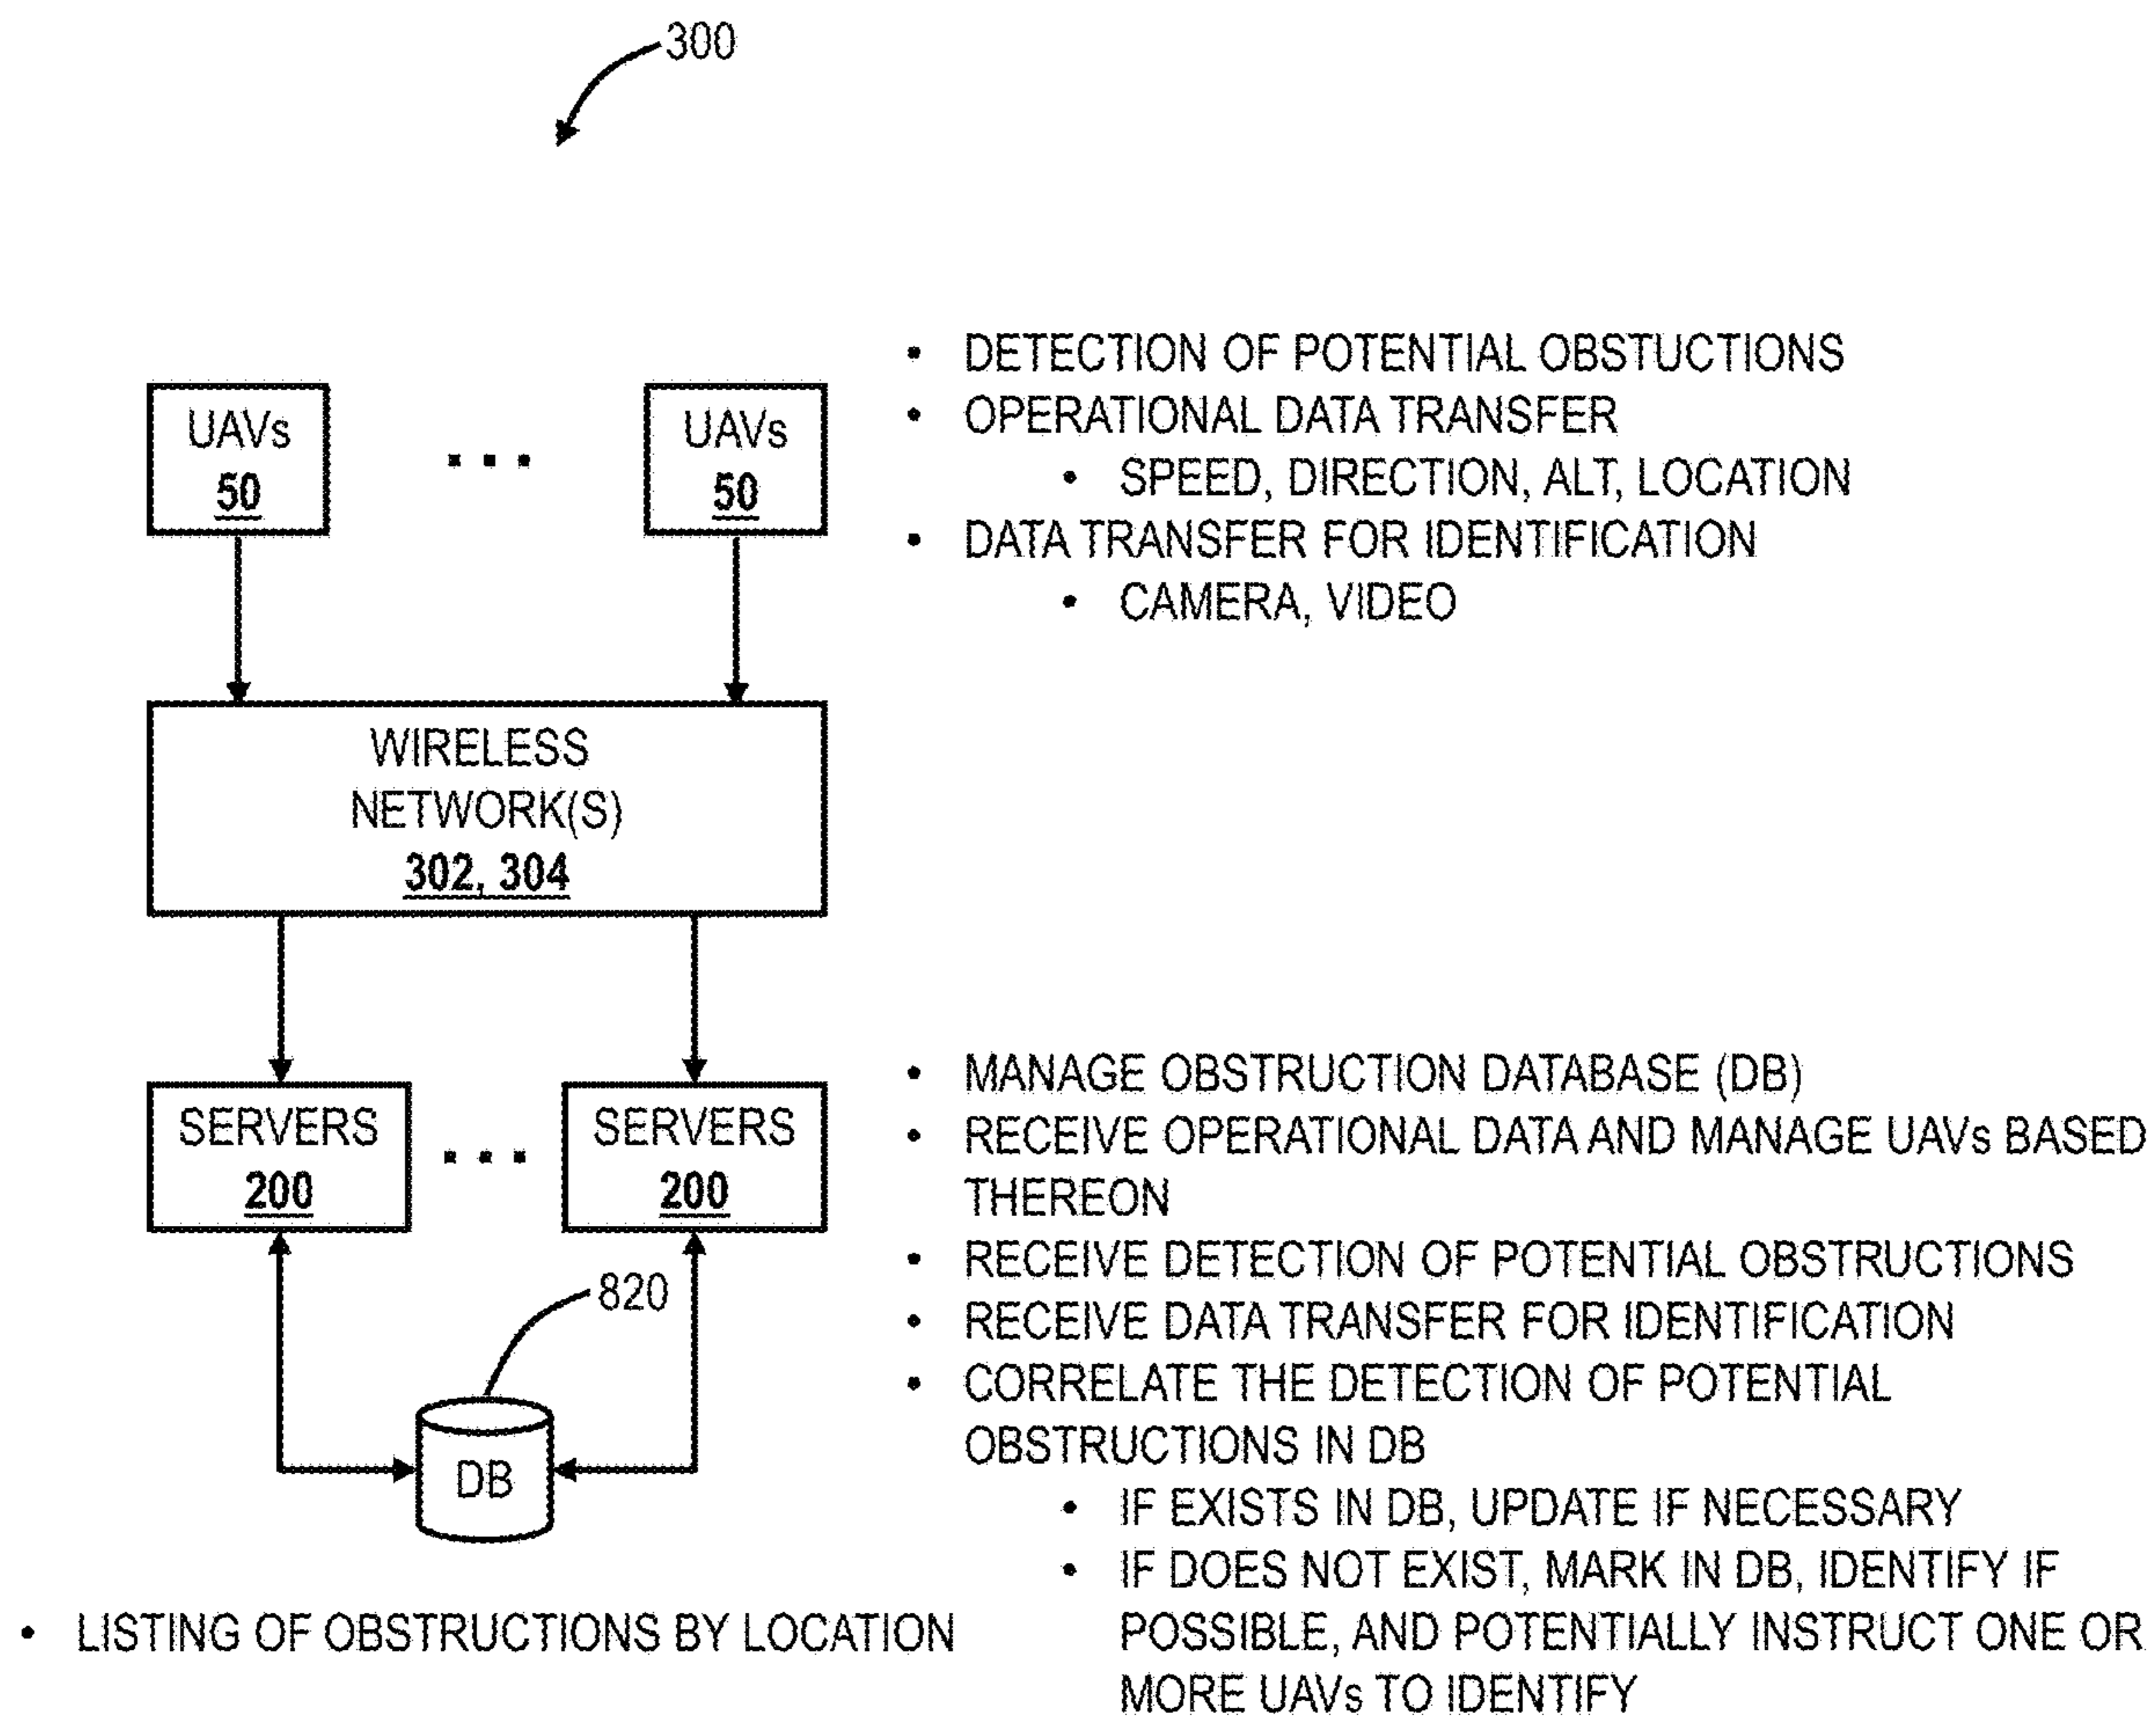 300
UAVs
50
...
UAVs
50
• DETECTION OF POTENTIAL OBSTUCTIONS
• OPERATIONAL DATA TRANSFER
• SPEED, DIRECTION, ALT, LOCATION
• DATA TRANSFER FOR IDENTIFICATION
• CAMERA, VIDEO
WIRELESS
NETWORK(S)
302, 304
SERVERS
200
...
SERVERS
200
820
DB
• LISTING OF OBSTRUCTIONS BY LOCATION
• MANAGE OBSTRUCTION DATABASE (DB)
• RECEIVE OPERATIONAL DATA AND MANAGE UAVs BASED
THEREON
• RECEIVE DETECTION OF POTENTIAL OBSTRUCTIONS
• RECEIVE DATA TRANSFER FOR IDENTIFICATION
• CORRELATE THE DETECTION OF POTENTIAL
OBSTRUCTIONS IN DB
• IF EXISTS IN DB, UPDATE IF NECESSARY
• IF DOES NOT EXIST, MARK IN DB, IDENTIFY IF
POSSIBLE, AND POTENTIALLY INSTRUCT ONE OR
MORE UAVs TO IDENTIFY